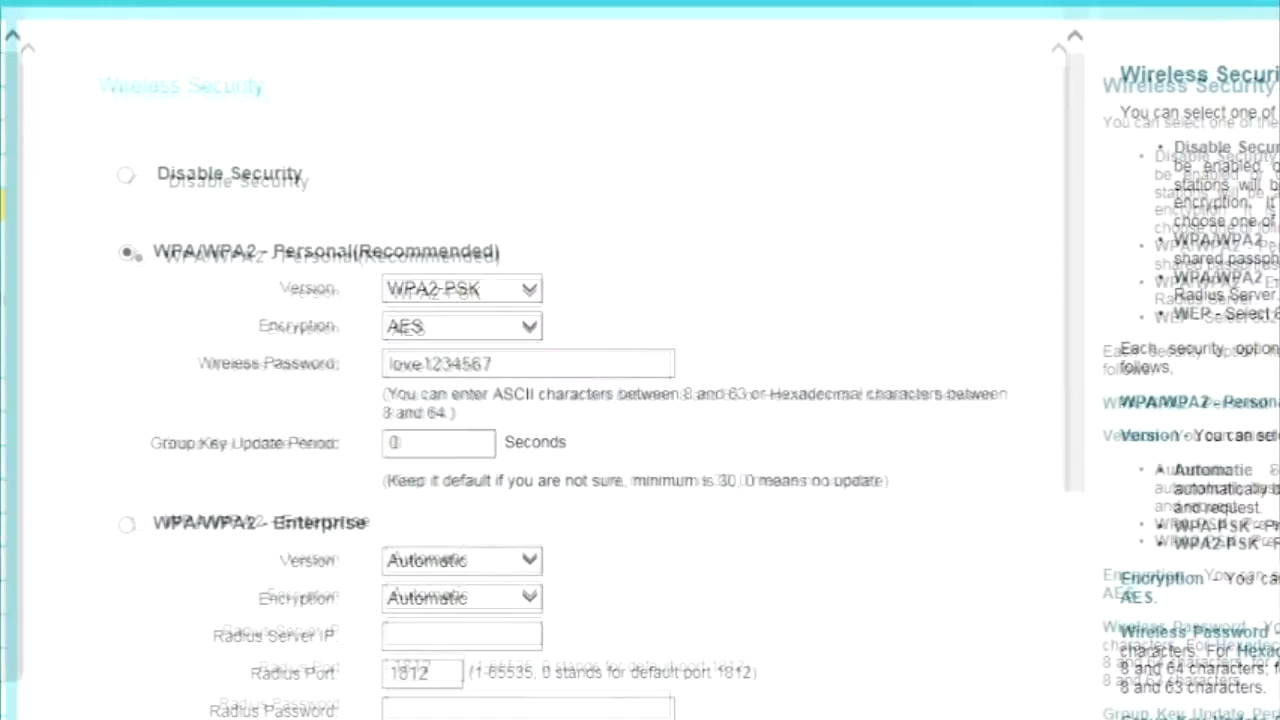 Wireless Security
Disable Security
WPA/WPA2 - Personal(Recommended)
Version:
WPA2-PSK
Encryption:
AES
Wireless Password:
love1234567
(You can enter ASCII characters between 8 and 63 or Hexadecimal characters between
8 and 64.)
Group Key Update Period:
0
Seconds
(Keep it default if you are not sure, minimum is 30, 0 means no update)
WPA/WPA2 - Enterprise
Version:
Automatic
Encryption:
Automatic
Radius Server IP:
Radius Port:
1812
(1-65535, 0 stands for default port 1812)
Radius Password:
Wireless Securi
You can select one of
• Disable Secur
be enabled o
stations will b
encryption. It
choose one of
• WPA/WPA2 -
shared passph
• WPA/WPA2 -
Radius Server.
• WEP - Select 8
Each security option
follows.
WPA/WPA2 - Persona
Version - You can sel
• Automatic
automatically b
and request.
• WPA-PSK - P
• WPA2-PSK - P
Encryption - You ca
AES.
Wireless Password -
characters. For Hexadec
8 and 64 characters, f
8 and 63 characters.
Group Key Update Per